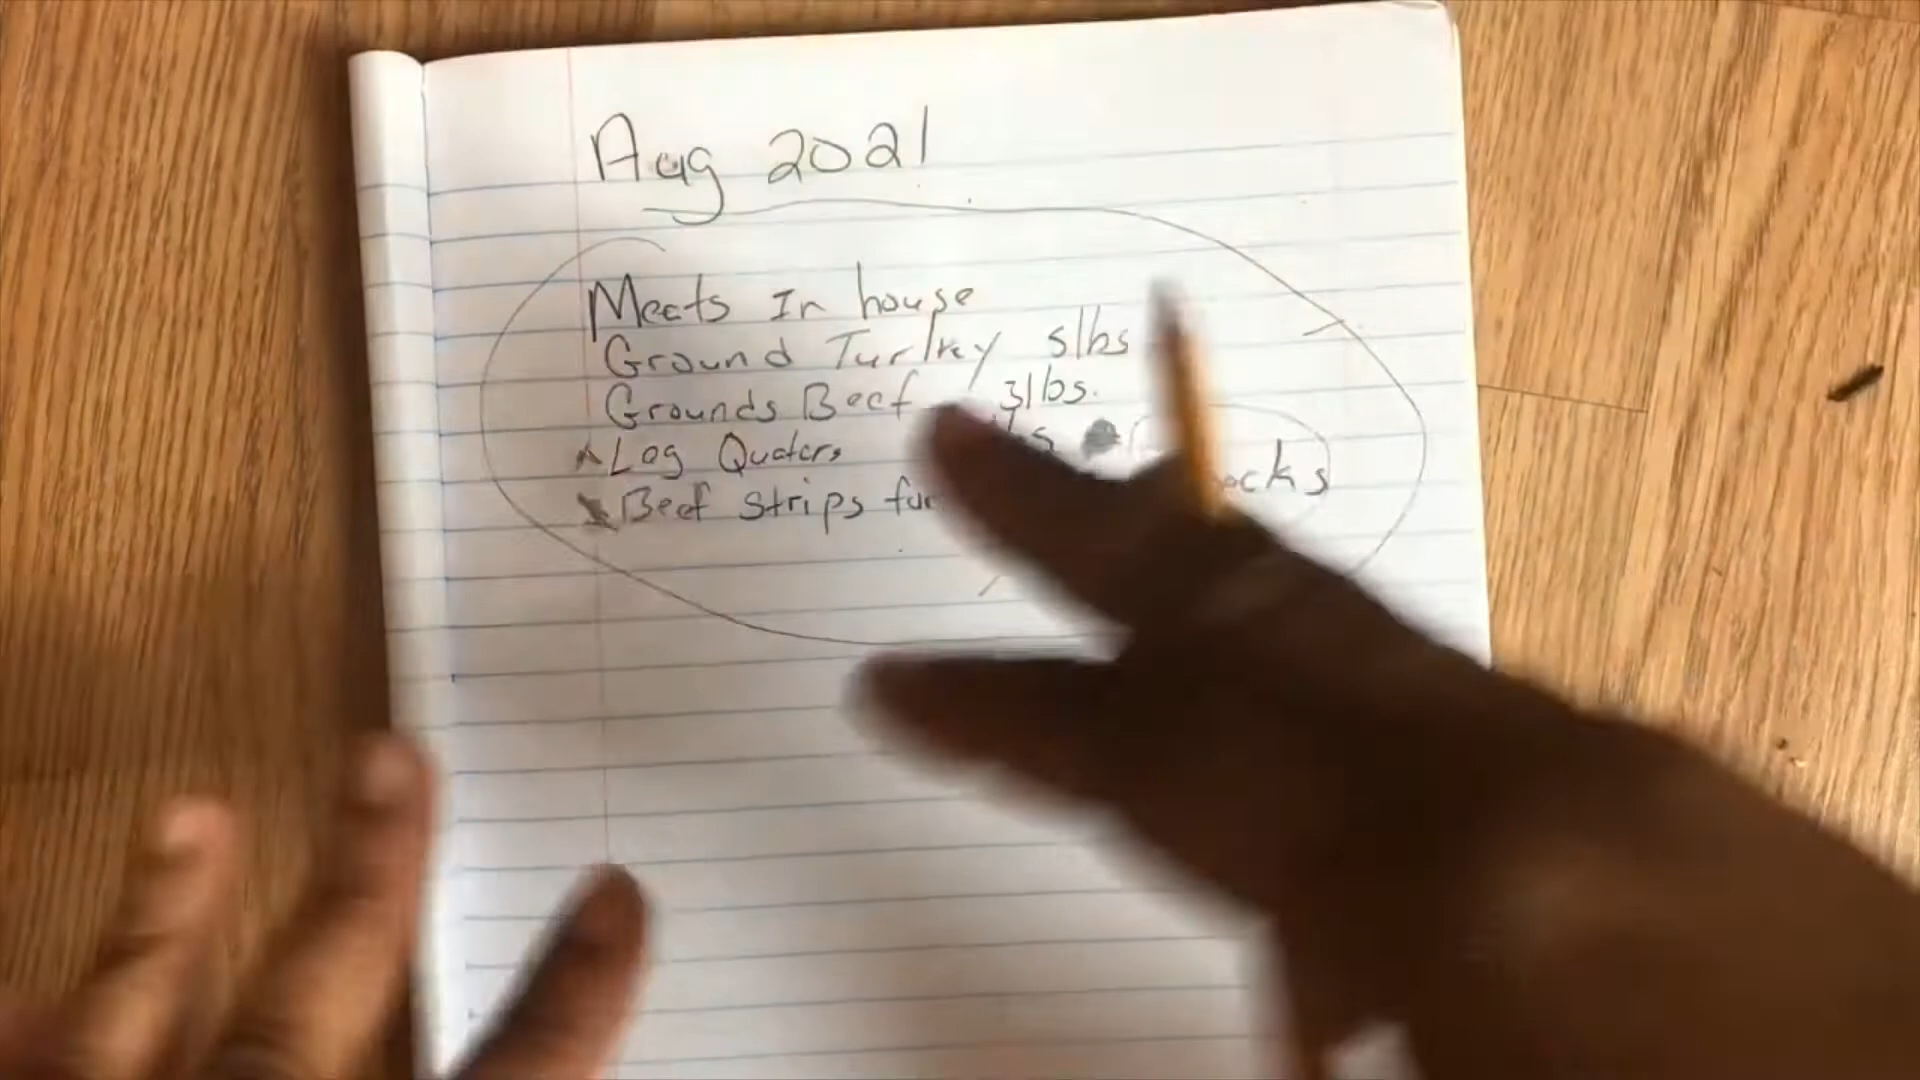 Aug 2021
Meats In house
Ground Turkey 5lbs
Grounds Beef 3lbs.
Leg Quaters
Beef Strips